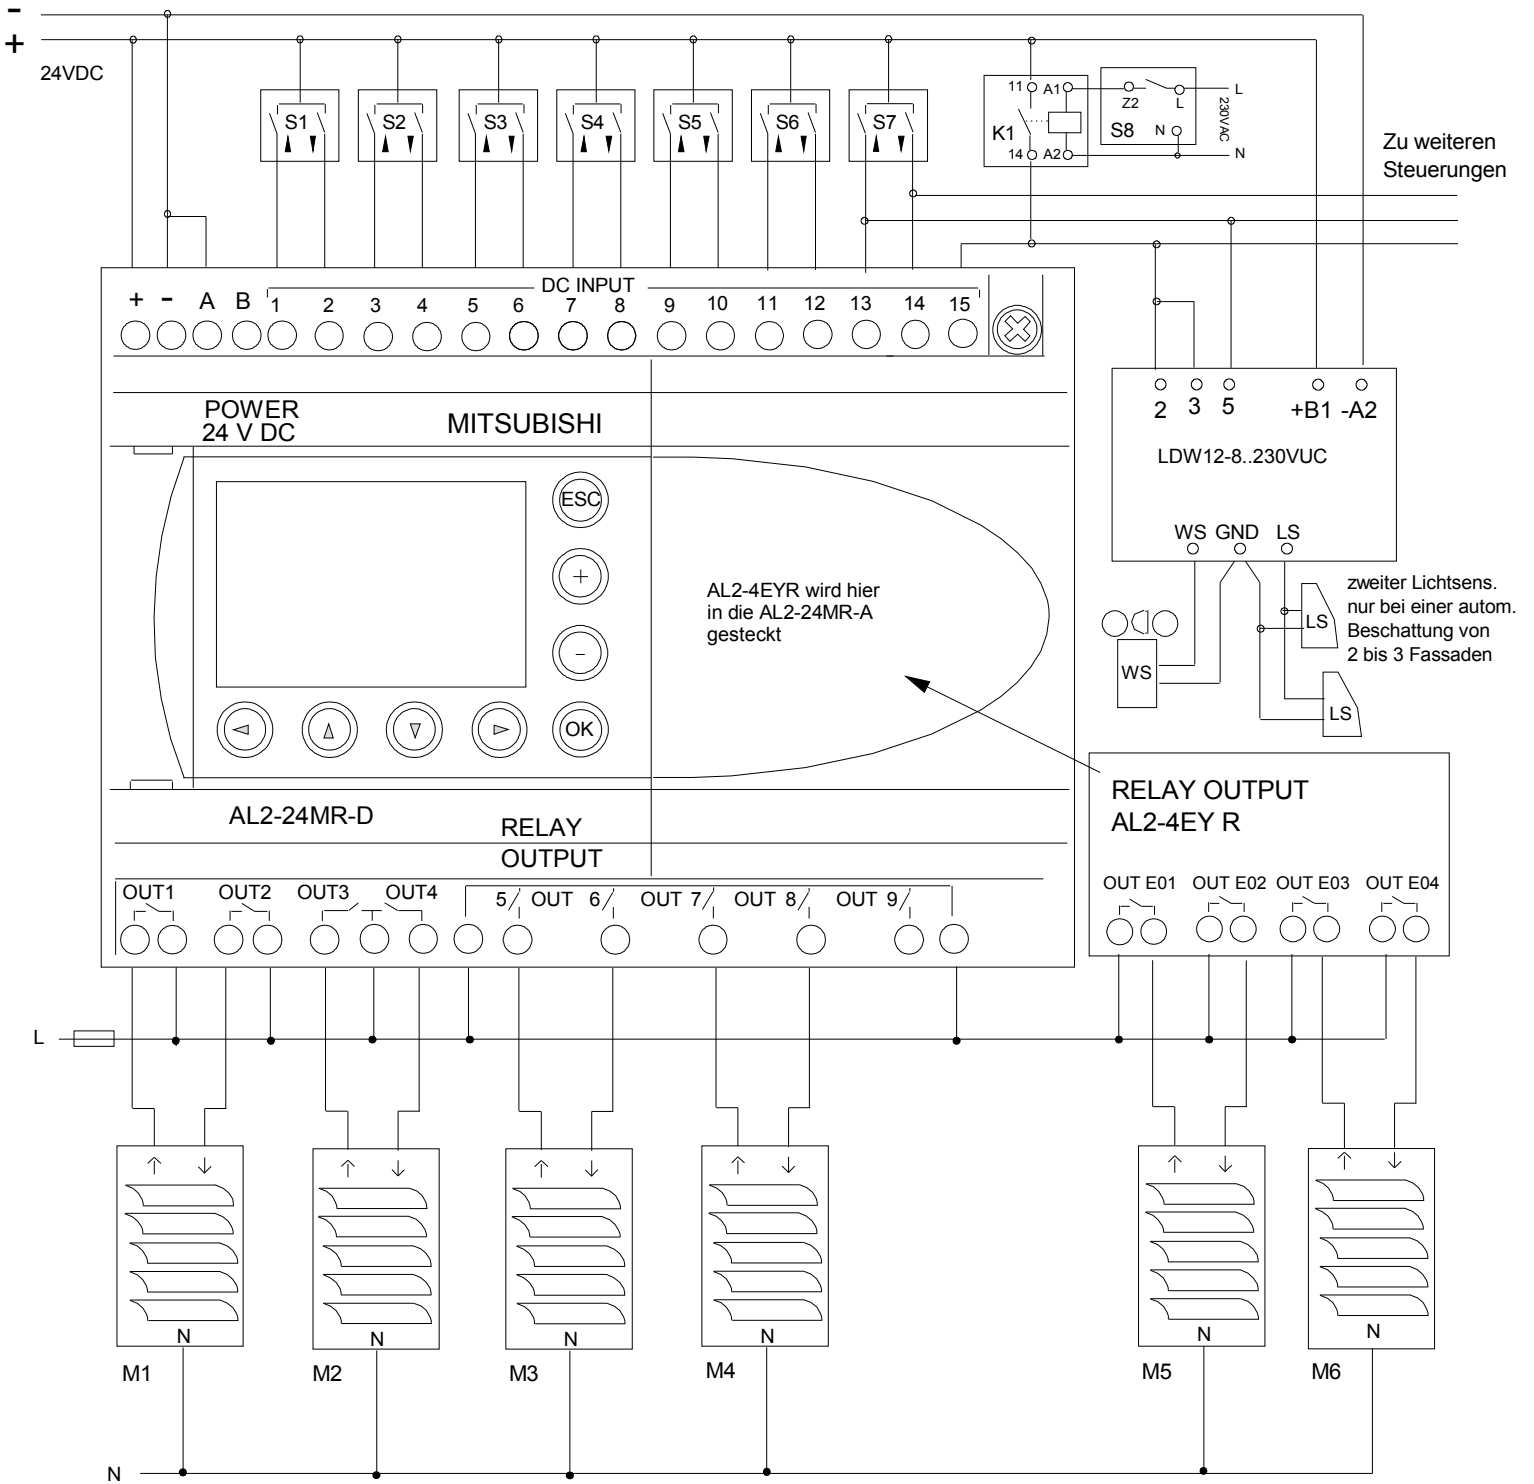 -
+
24VDC
S1 S2 S3 S4 S5 S6 S7
11 A1 Z2 L L
K1 S8 N 230VAC
14 A2 N
Zu weiteren
Steuerungen
DC INPUT
+ - A B 1 2 3 4 5 6 7 8 9 10 11 12 13 14 15
POWER
24 V DC
MITSUBISHI
2 3 5 +B1 -A2
LDW12-8..230VUC
WS GND LS
ESC
+
-
OK
AL2-4EYR wird hier
in die AL2-24MR-A
gesteckt
zweiter Lichtsens.
nur bei einer autom.
Beschattung von
2 bis 3 Fassaden
LS
WS
LS
RELAY OUTPUT
AL2-4EY R
AL2-24MR-D
RELAY
OUTPUT
OUT1 OUT2 OUT3 OUT4 5 OUT 6 OUT 7 OUT 8 OUT 9
OUT E01 OUT E02 OUT E03 OUT E04
L
N N N N N N
M1 M2 M3 M4 M5 M6
N